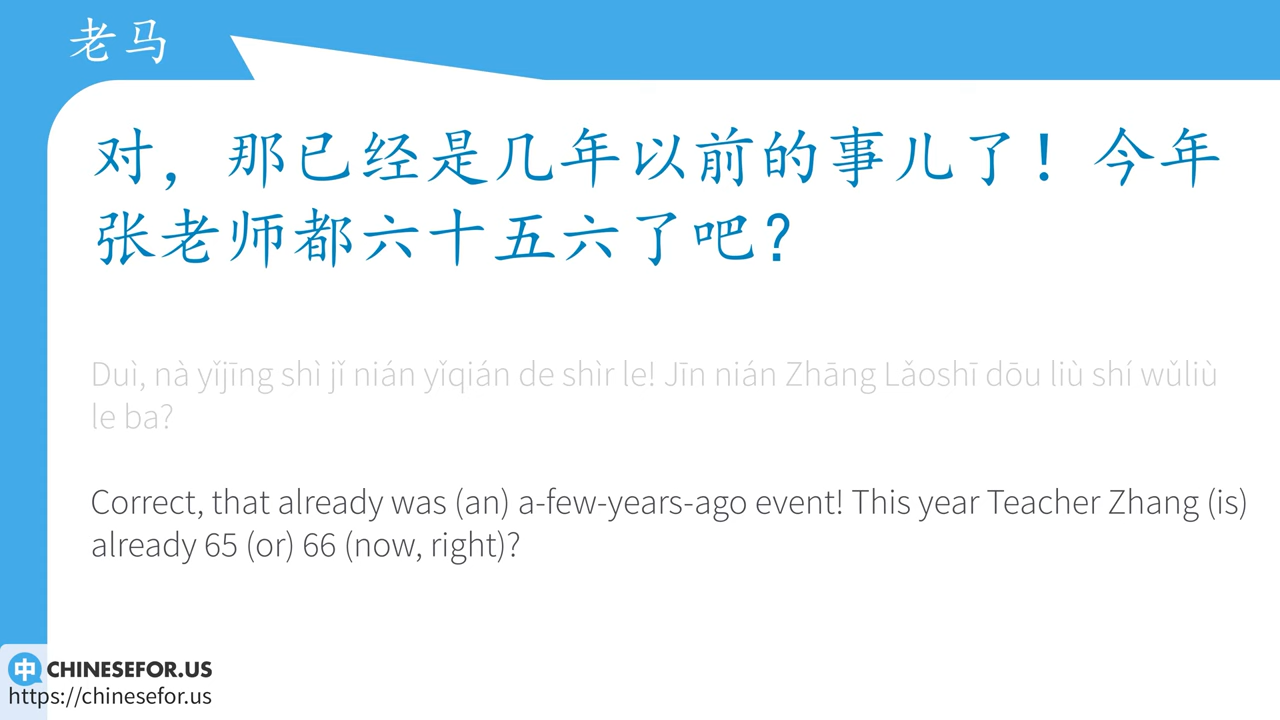 老马
对，那已经是几年以前的事儿了！今年
张老师都六十五六了吧？
Duì, nà yǐjīng shì jǐ nián yǐqián de shìr le! Jīn nián Zhāng Lǎoshī dōu liù shí wǔliù
le ba?
Correct, that already was (an) a-few-years-ago event! This year Teacher Zhang (is)
already 65 (or) 66 (now, right)?
中 CHINESEFOR.US
https://chinesefor.us